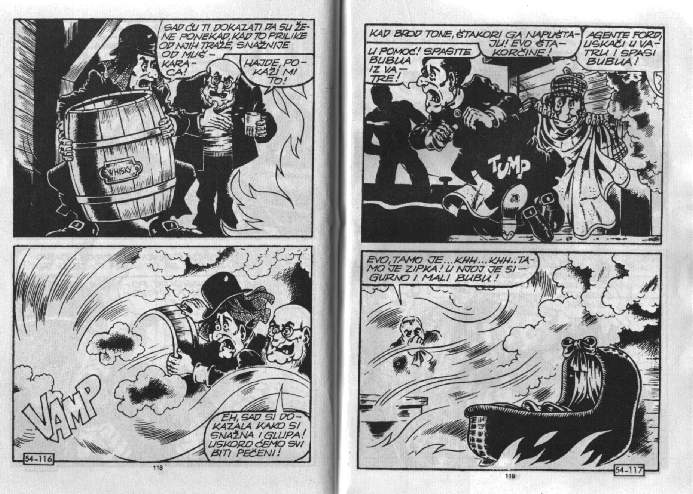 SAD ĆU TI DOKAZATI DA SU ŽE-
NE PONEKAD, KAD TO PRILIKE
OD NJIH TRAŽE, SNAŽNIJE
OD MUŠ-
KARA-
CA!
HAJDE, PO-
KAŽI MI
TO!
WHISKY
VAMP
EH, SAD SI DO-
KAZALA KAKO SI
SNAŽNA I GLUPA!
USKORO ĆEMO SVI
BITI PEČENI!
54-116
118
KAD BROD TONE, ŠTAKORI GA NAPUŠTA-
JU! EVO ŠTA-
KORČINE!
U POMOĆ! SPASITE
BUBUA
IZ VA-
TRE!
AGENTE FORD,
USKAČI U VA-
TRU I SPASI
BUBUA!
TUMP
EVO, TAMO JE...KHH...KHH..TA-
MO JE ZIPKA! U NJOJ JE SI-
GURNO I MALI BUBU!
54-117
119